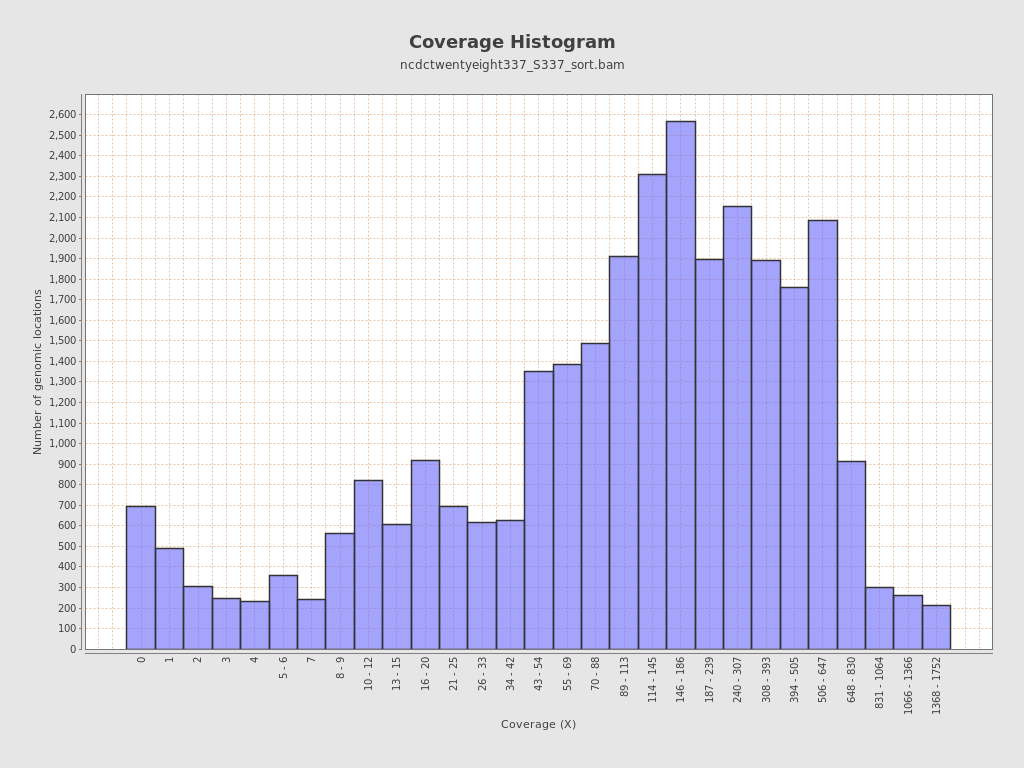 Coverage Histogram
ncdctwentyeight337_S337_sort.bam
Number of genomic locations
2,600
2,500
2,400
2,300
2,200
2,100
2,000
1,900
1,800
1,700
1,600
1,500
1,400
1,300
1,200
1,100
1,000
900
800
700
600
500
400
300
200
100
0
0
1
2
3
4
5 - 6
7
8 - 9
10 - 12
13 - 15
16 - 20
21 - 25
26 - 33
34 - 42
43 - 54
55 - 69
70 - 88
89 - 113
114 - 145
146 - 186
187 - 239
240 - 307
308 - 393
394 - 505
506 - 647
648 - 830
831 - 1064
1066 - 1366
1368 - 1752
Coverage (X)